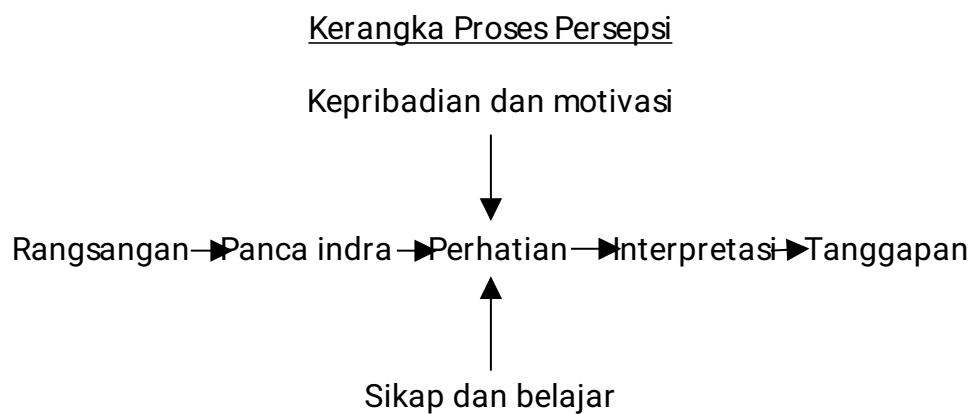 Kerangka Proses Persepsi
Kepribadian dan motivasi
Rangsangan Panca indra Perhatian Interpretasi Tanggapan
Sikap dan belajar